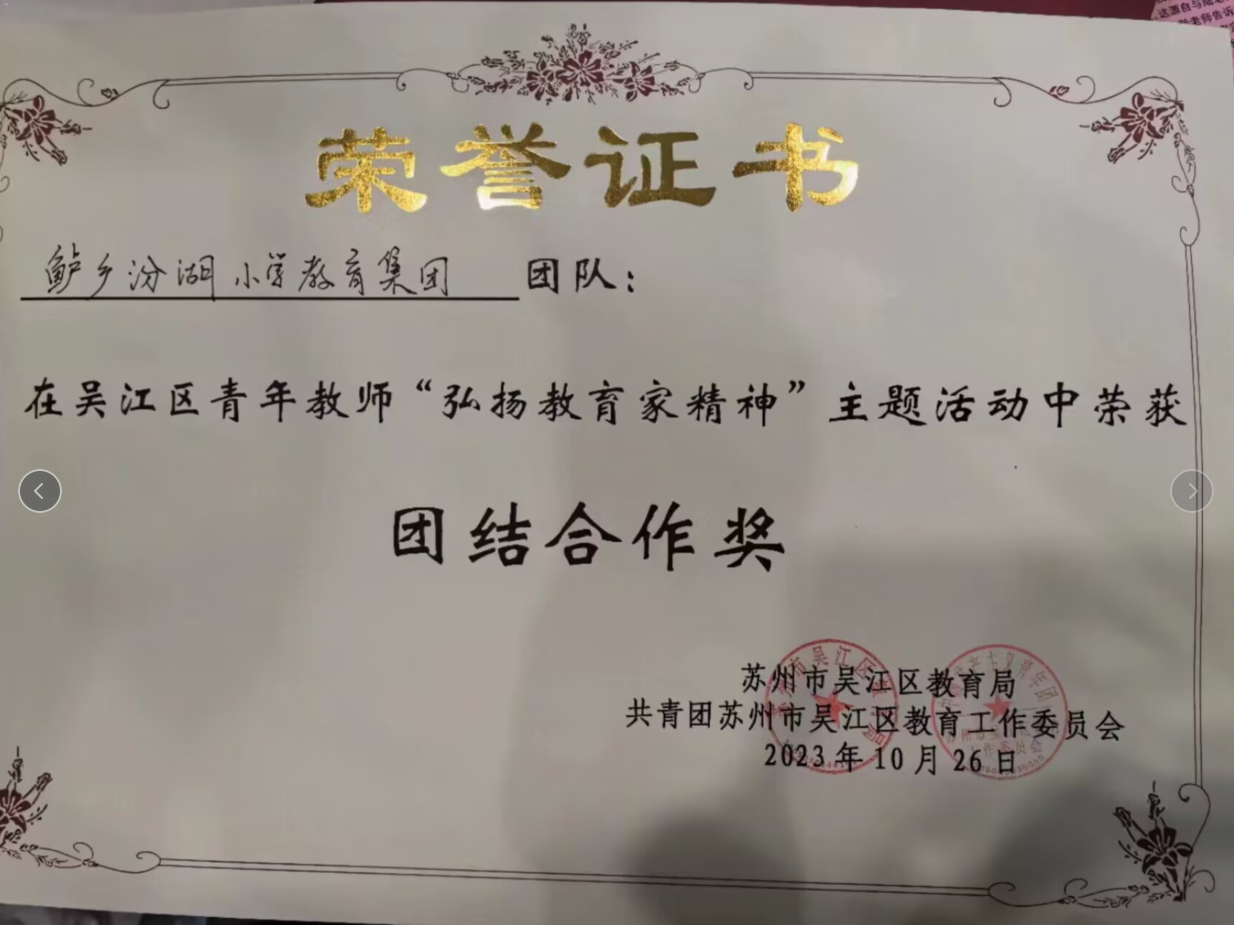 荣誉证书
鲈乡汾湖小学教育集团 团队：
在吴江区青年教师“弘扬教育家精神”主题活动中荣获
团结合作奖
苏州市吴江区教育局
共青团苏州市吴江区教育工作委员会
2023年10月26日